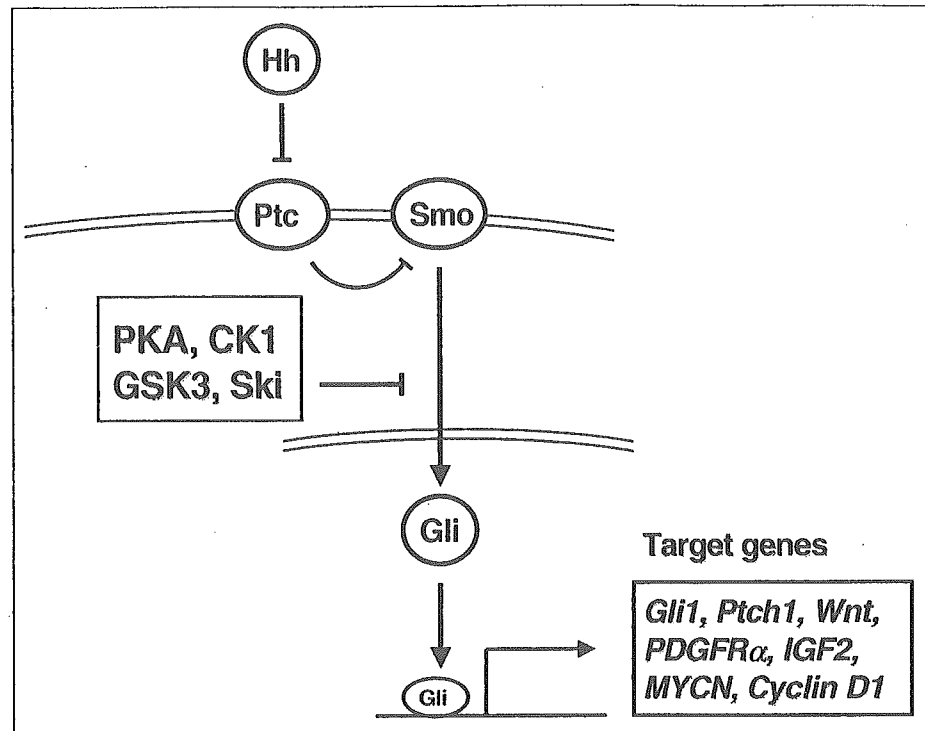 Hh
Ptc
Smo
PKA, CK1
GSK3, Ski
Gli
Target genes
Gli1, Ptch1, Wnt,
PDGFRα, IGF2,
MYCN, Cyclin D1
Gli